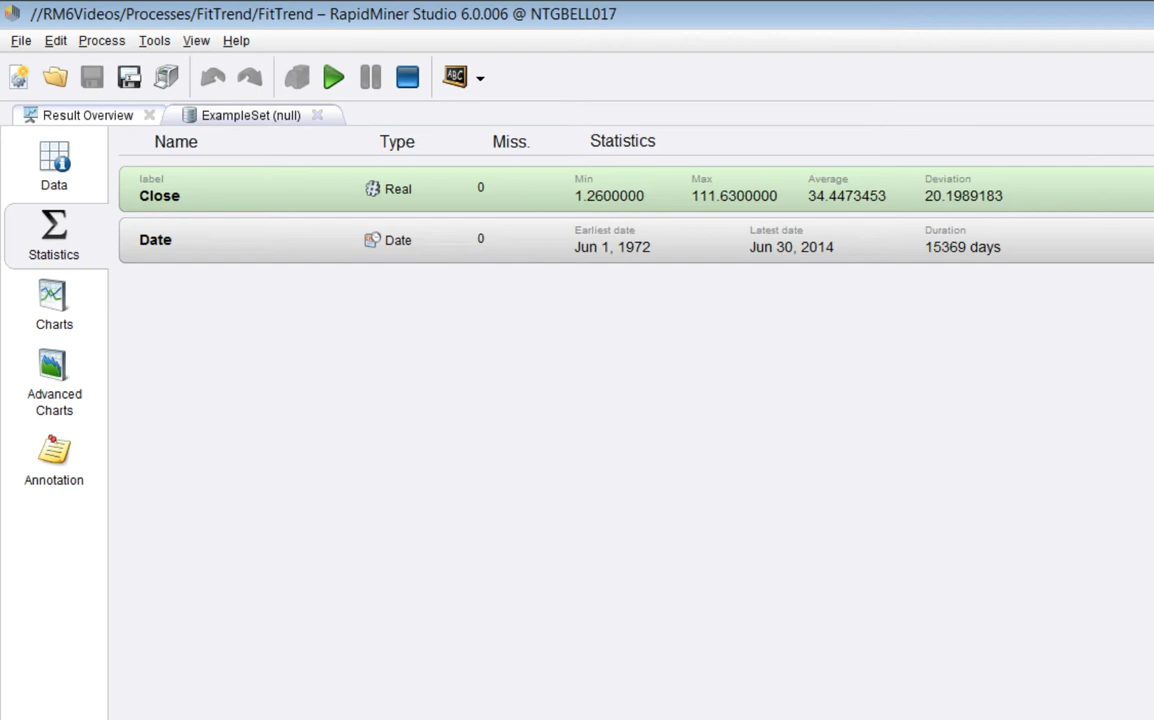 //RM6Videos/Processes/FitTrend/FitTrend – RapidMiner Studio 6.0.006 @ NTGBELL017
File Edit Process Tools View Help
ABC
Result Overview ExampleSet (null)
Name Type Miss. Statistics
Data
label Min Max Average Deviation
Close Real 0 1.2600000 111.6300000 34.4473453 20.1989183
Statistics
Earliest date Latest date Duration
Date Date 0 Jun 1, 1972 Jun 30, 2014 15369 days
Charts
Advanced
Charts
Annotation